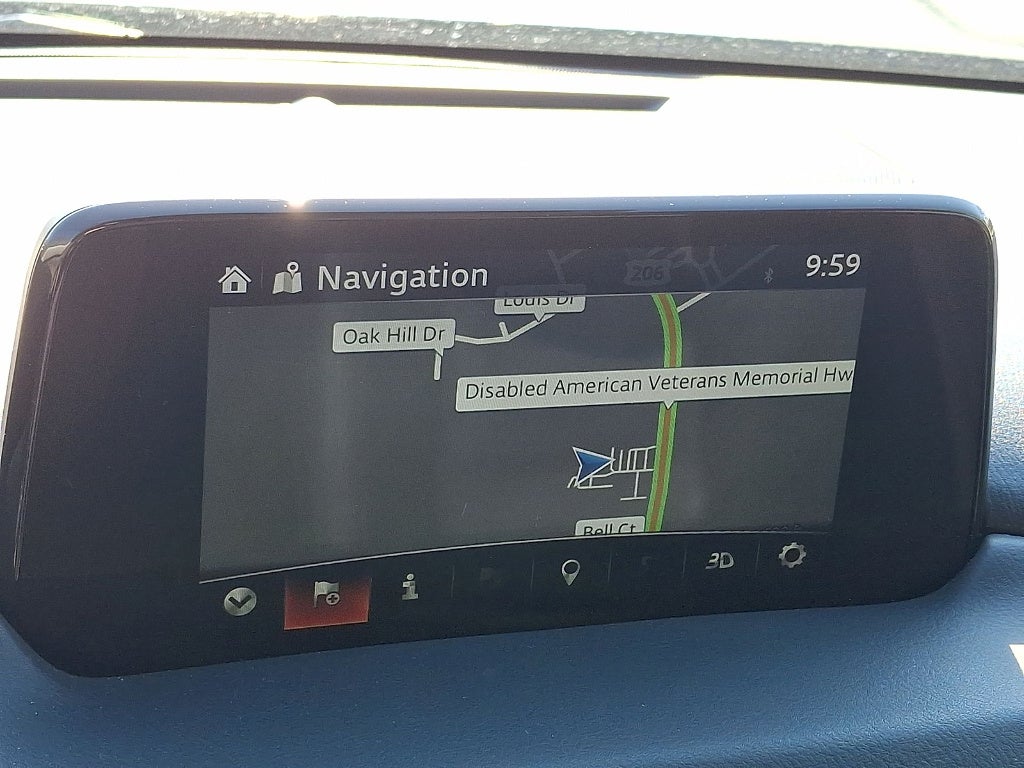 Navigation
206
9:59
Louis Dr
Oak Hill Dr
Disabled American Veterans Memorial Hw
Bell Ct
3D